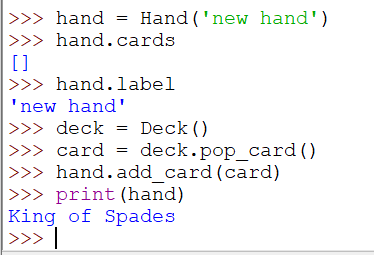 >>> hand = Hand('new hand')
>>> hand.cards
[]
>>> hand.label
'new hand'
>>> deck = Deck()
>>> card = deck.pop_card()
>>> hand.add_card(card)
>>> print(hand)
King of Spades
>>>